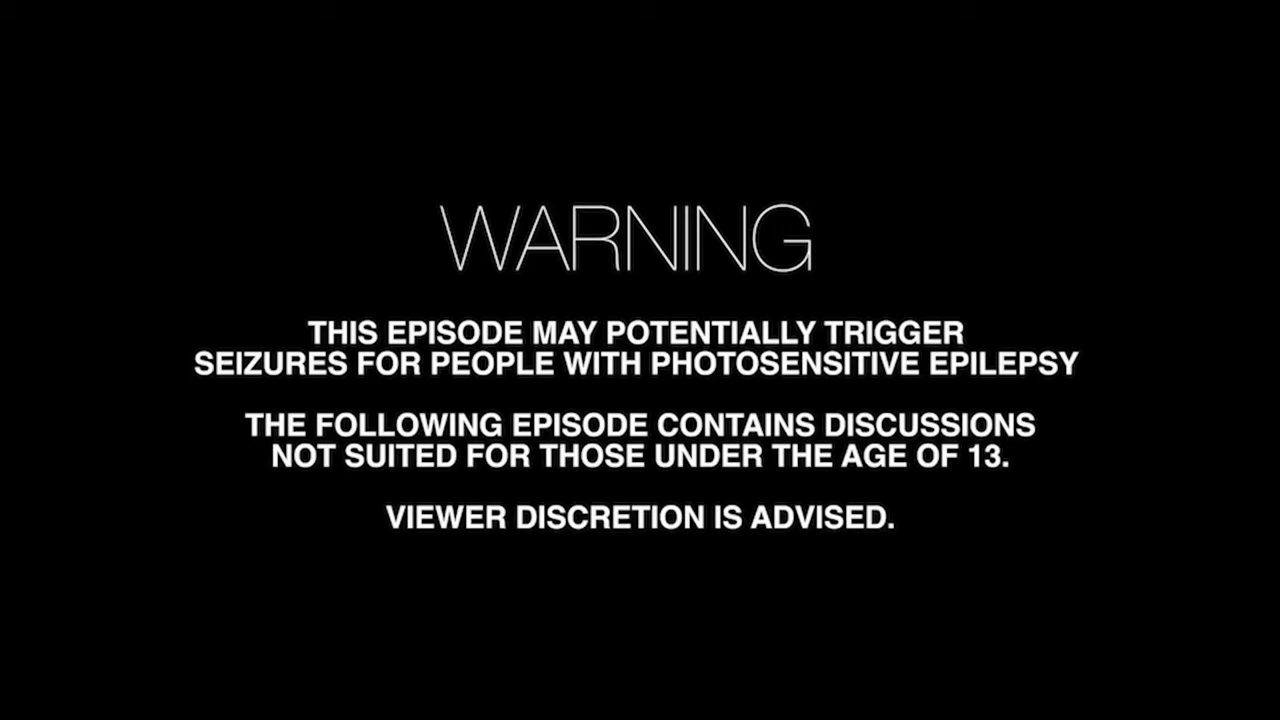 WARNING
THIS EPISODE MAY POTENTIALLY TRIGGER
SEIZURES FOR PEOPLE WITH PHOTOSENSITIVE EPILEPSY
THE FOLLOWING EPISODE CONTAINS DISCUSSIONS
NOT SUITED FOR THOSE UNDER THE AGE OF 13.
VIEWER DISCRETION IS ADVISED.